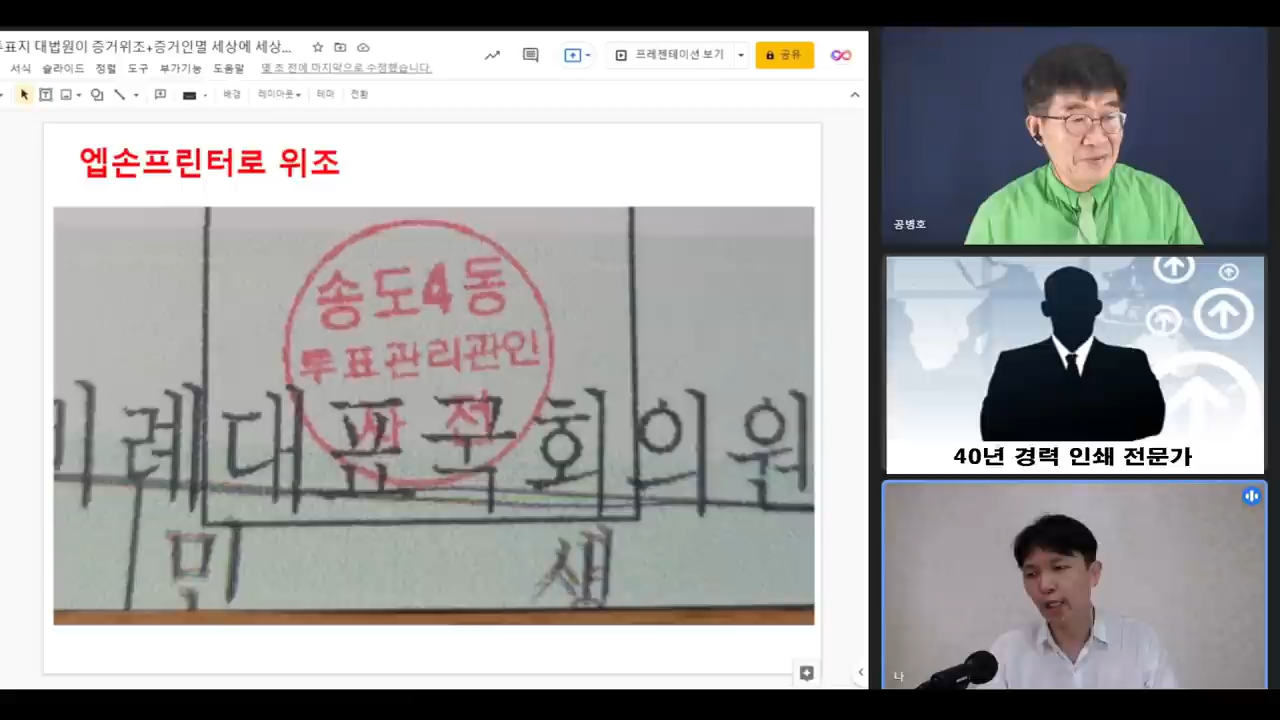 투표지 대법원이 증거위조+증거인멸 세상에 세상...
서식 슬라이드 정렬 도구 부가기능 도움말 몇 초 전에 마지막으로 수정했습니다.
프레젠테이션 보기
공유
배경 레이아웃 테마 전환
엡손프린터로 위조
송도4동
투표관리관인
사전
비례대표국회의원
민 생
공병호
40년 경력 인쇄 전문가
나